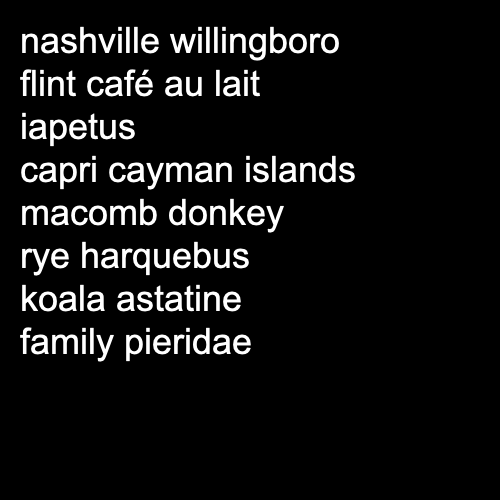 nashville willingboro
flint café au lait
iapetus
capri cayman islands
macomb donkey
rye harquebus
koala astatine
family pieridae